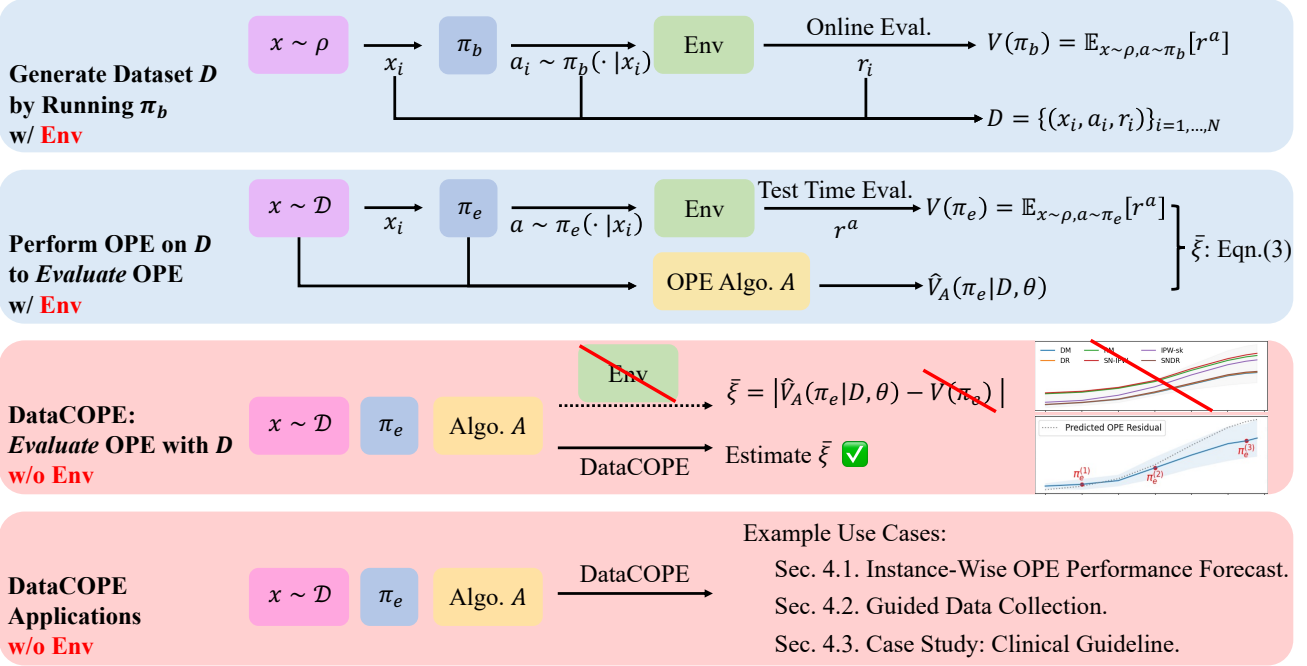 Generate Dataset D
by Running π_b
w/ Env
x ~ ρ
x_i
π_b
a_i ~ π_b(· |x_i)
Env
Online Eval.
r_i
V(π_b) = 𝔼_{x~ρ,a~π_b}[r^a]
D = {(x_i, a_i, r_i)}_{i=1,…,N}
Perform OPE on D
to Evaluate OPE
w/ Env
x ~ 𝒟
x_i
π_e
a ~ π_e(· |x_i)
Env
Test Time Eval.
r^a
V(π_e) = 𝔼_{x~ρ,a~π_e}[r^a]
OPE Algo. A
V̂_A(π_e|D, θ)
ξ̄: Eqn.(3)
DataCOPE:
Evaluate OPE with D
w/o Env
x ~ 𝒟
π_e
Algo. A
Env
ξ̄ = |V̂_A(π_e|D, θ) − V(π_e) |
DataCOPE
Estimate ξ̄ ✅
DM
IPW-sk
DR
SNDR
Predicted OPE Residual
π_e^(1)
π_e^(2)
π_e^(3)
DataCOPE
Applications
w/o Env
x ~ 𝒟
π_e
Algo. A
DataCOPE
Example Use Cases:
Sec. 4.1. Instance-Wise OPE Performance Forecast.
Sec. 4.2. Guided Data Collection.
Sec. 4.3. Case Study: Clinical Guideline.